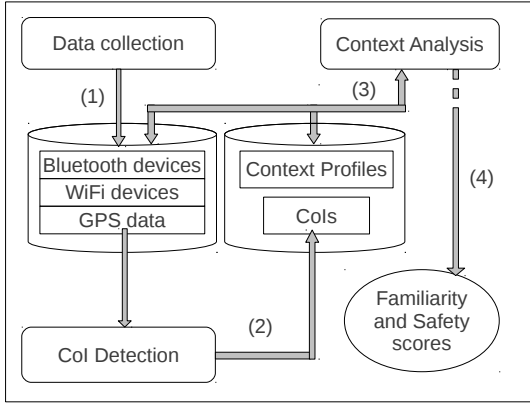 Data collection
Context Analysis
(1)
(3)
Bluetooth devices
WiFi devices
GPS data
Context Profiles
CoIs
(4)
CoI Detection
(2)
Familiarity
and Safety
scores